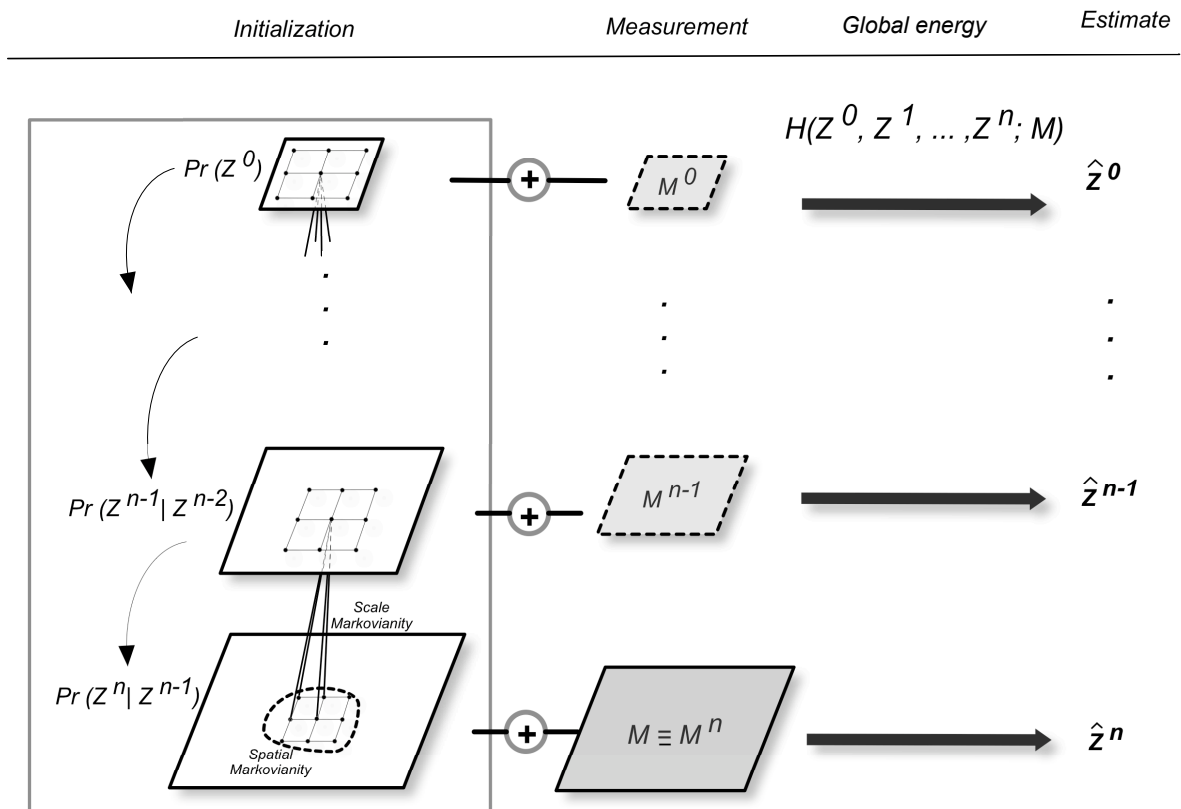 Initialization Measurement Global energy Estimate
H(Z^0, Z^1, ... ,Z^n; M)
Pr (Z^0) + M^0 Ẑ^0
Pr (Z^n-1| Z^n-2) + M^n-1 Ẑ^n-1
Scale
Markovianity
Pr (Z^n| Z^n-1) + M ≡ M^n Ẑ^n
Spatial
Markovianity